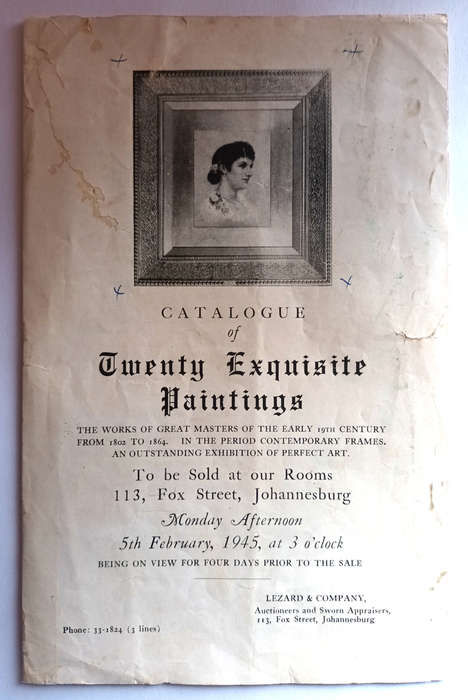 CATALOGUE
of
Twenty Exquisite
Paintings
THE WORKS OF GREAT MASTERS OF THE EARLY 19TH CENTURY
FROM 1802 TO 1864. IN THE PERIOD CONTEMPORARY FRAMES.
AN OUTSTANDING EXHIBITION OF PERFECT ART.
To be Sold at our Rooms
113, Fox Street, Johannesburg
Monday Afternoon
5th February, 1945, at 3 o'clock
BEING ON VIEW FOR FOUR DAYS PRIOR TO THE SALE
LEZARD & COMPANY,
Auctioneers and Sworn Appraisers,
113, Fox Street, Johannesburg
Phone: 33-1824 (3 lines)